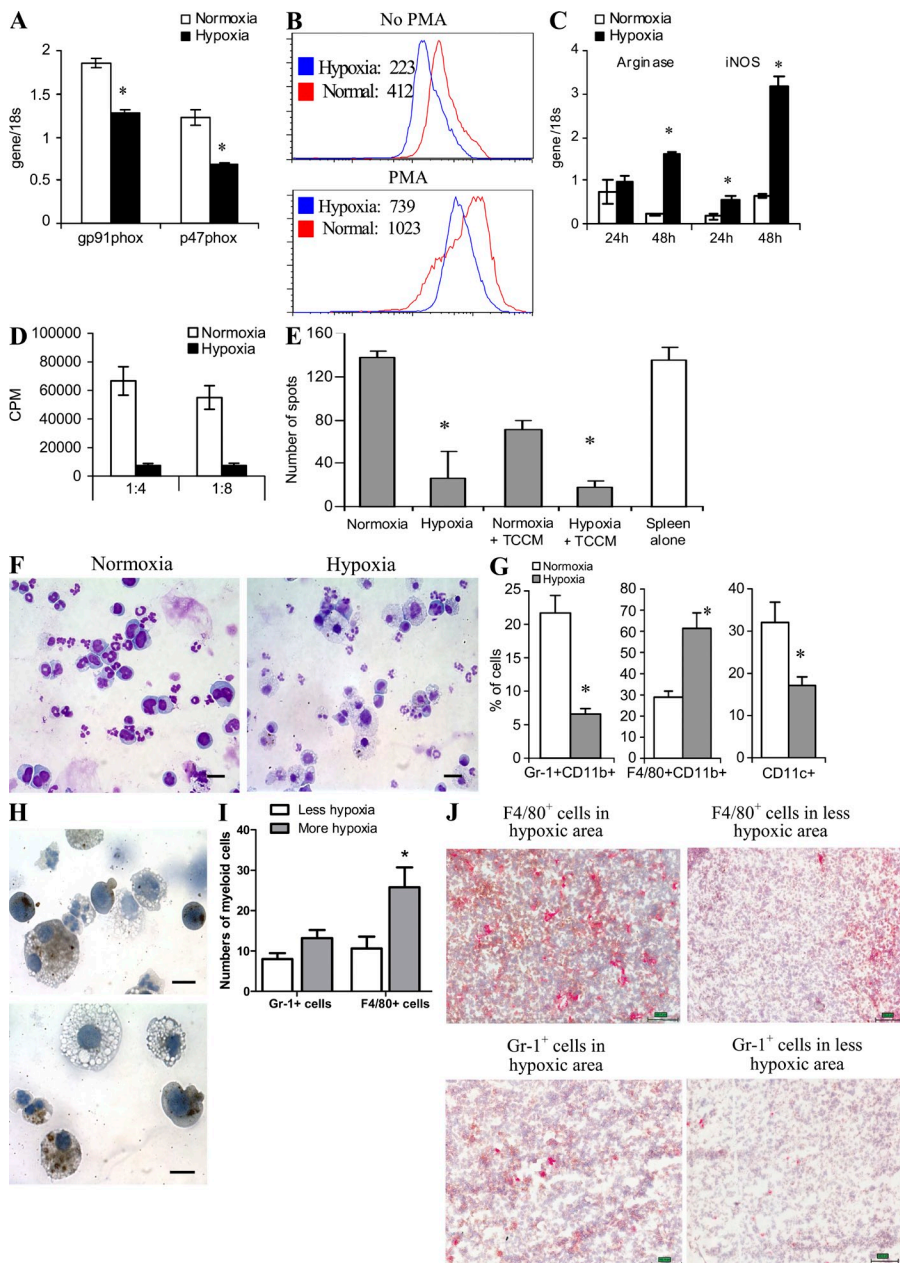 A
Normoxia
Hypoxia
2
1.5
1
0.5
0
gene/18s
*
*
gp91phox
p47phox
B
No PMA
Hypoxia: 223
Normal: 412
PMA
Hypoxia: 739
Normal: 1023
C
Normoxia
Hypoxia
Arginase
iNOS
4
3
2
1
0
gene/18s
*
*
*
24h
48h
24h
48h
D
Normoxia
Hypoxia
100000
80000
60000
40000
20000
0
CPM
1:4
1:8
E
160
120
80
40
0
Number of spots
*
*
Normoxia
Hypoxia
Normoxia + TCCM
Hypoxia + TCCM
Spleen alone
F
Normoxia
Hypoxia
G
Normoxia
Hypoxia
% of cells
25
20
15
10
5
0
*
Gr-1+CD11b+
80
70
60
50
40
30
20
10
0
*
F4/80+CD11b+
40
30
20
10
0
*
CD11c+
H
I
Less hypoxia
More hypoxia
40
30
20
10
0
Numbers of myeloid cells
*
Gr-1+ cells
F4/80+ cells
J
F4/80⁺ cells in
hypoxic area
F4/80⁺ cells in less
hypoxic area
Gr-1⁺ cells in
hypoxic area
Gr-1⁺ cells in less
hypoxic area